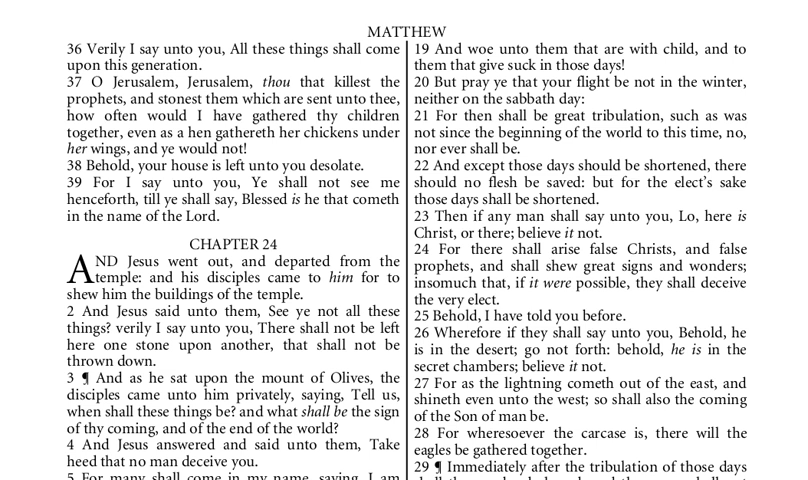 MATTHEW
36 Verily I say unto you, All these things shall come
upon this generation.
37 O Jerusalem, Jerusalem, thou that killest the
prophets, and stonest them which are sent unto thee,
how often would I have gathered thy children
together, even as a hen gathereth her chickens under
her wings, and ye would not!
38 Behold, your house is left unto you desolate.
39 For I say unto you, Ye shall not see me
henceforth, till ye shall say, Blessed is he that cometh
in the name of the Lord.
CHAPTER 24
AND Jesus went out, and departed from the
temple: and his disciples came to him for to
shew him the buildings of the temple.
2 And Jesus said unto them, See ye not all these
things? verily I say unto you, There shall not be left
here one stone upon another, that shall not be
thrown down.
3 ¶ And as he sat upon the mount of Olives, the
disciples came unto him privately, saying, Tell us,
when shall these things be? and what shall be the sign
of thy coming, and of the end of the world?
4 And Jesus answered and said unto them, Take
heed that no man deceive you.
5 For many shall come in my name, saying, I am
19 And woe unto them that are with child, and to
them that give suck in those days!
20 But pray ye that your flight be not in the winter,
neither on the sabbath day:
21 For then shall be great tribulation, such as was
not since the beginning of the world to this time, no,
nor ever shall be.
22 And except those days should be shortened, there
should no flesh be saved: but for the elect's sake
those days shall be shortened.
23 Then if any man shall say unto you, Lo, here is
Christ, or there; believe it not.
24 For there shall arise false Christs, and false
prophets, and shall shew great signs and wonders;
insomuch that, if it were possible, they shall deceive
the very elect.
25 Behold, I have told you before.
26 Wherefore if they shall say unto you, Behold, he
is in the desert; go not forth: behold, he is in the
secret chambers; believe it not.
27 For as the lightning cometh out of the east, and
shineth even unto the west; so shall also the coming
of the Son of man be.
28 For wheresoever the carcase is, there will the
eagles be gathered together.
29 ¶ Immediately after the tribulation of those days